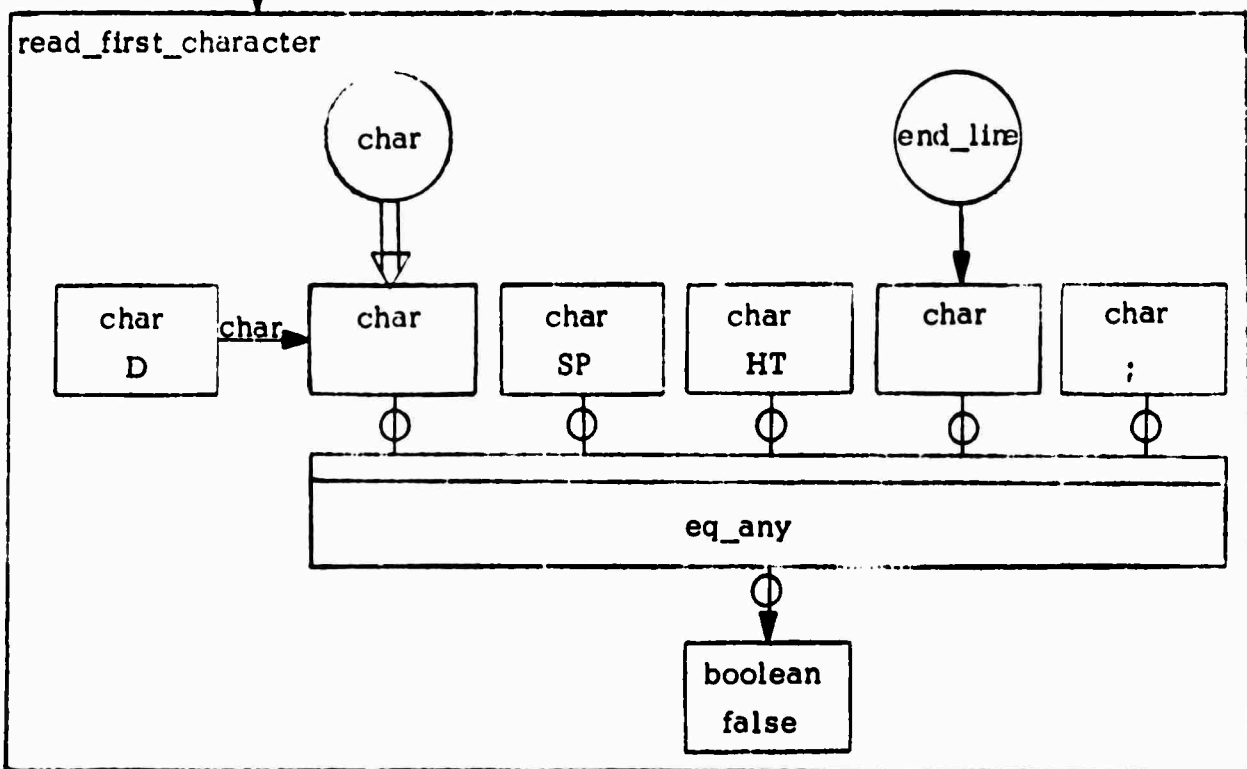 read_first_character
char
end_line
char
D
char
char
char
SP
char
HT
char
char
;
eq_any
boolean
false